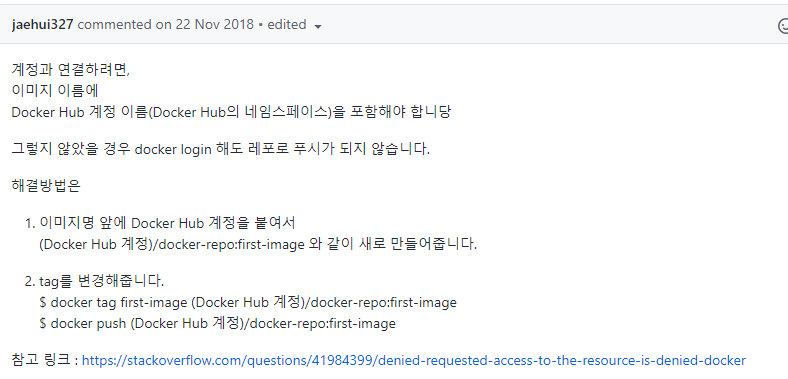 jaehui327 commented on 22 Nov 2018 • edited
계정과 연결하려면,
이미지 이름에
Docker Hub 계정 이름(Docker Hub의 네임스페이스)을 포함해야 합니당
그렇지 않았을 경우 docker login 해도 레포로 푸시가 되지 않습니다.
해결방법은
1. 이미지명 앞에 Docker Hub 계정을 붙여서
(Docker Hub 계정)/docker-repo:first-image 와 같이 새로 만들어줍니다.
2. tag를 변경해줍니다.
$ docker tag first-image (Docker Hub 계정)/docker-repo:first-image
$ docker push (Docker Hub 계정)/docker-repo:first-image
참고 링크 : https://stackoverflow.com/questions/41984399/denied-requested-access-to-the-resource-is-denied-docker